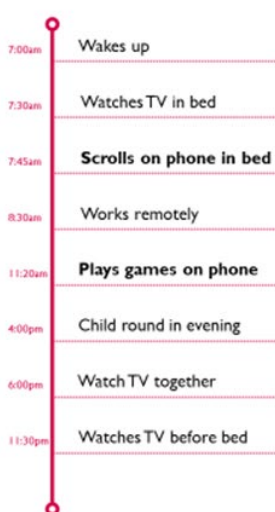 7:00am Wakes up
7:30am Watches TV in bed
7:45am Scrolls on phone in bed
8:30am Works remotely
11:20am Plays games on phone
4:00pm Child round in evening
6:00pm Watch TV together
11:30pm Watches TV before bed